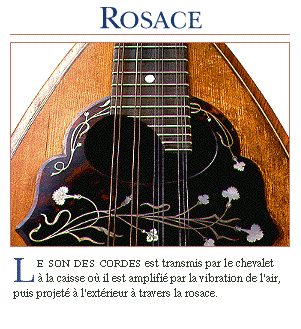 ROSACE
LE SON DES CORDES est transmis par le chevalet
à la caisse où il est amplifié par la vibration de l'air,
puis projeté à l'extérieur à travers la rosace.